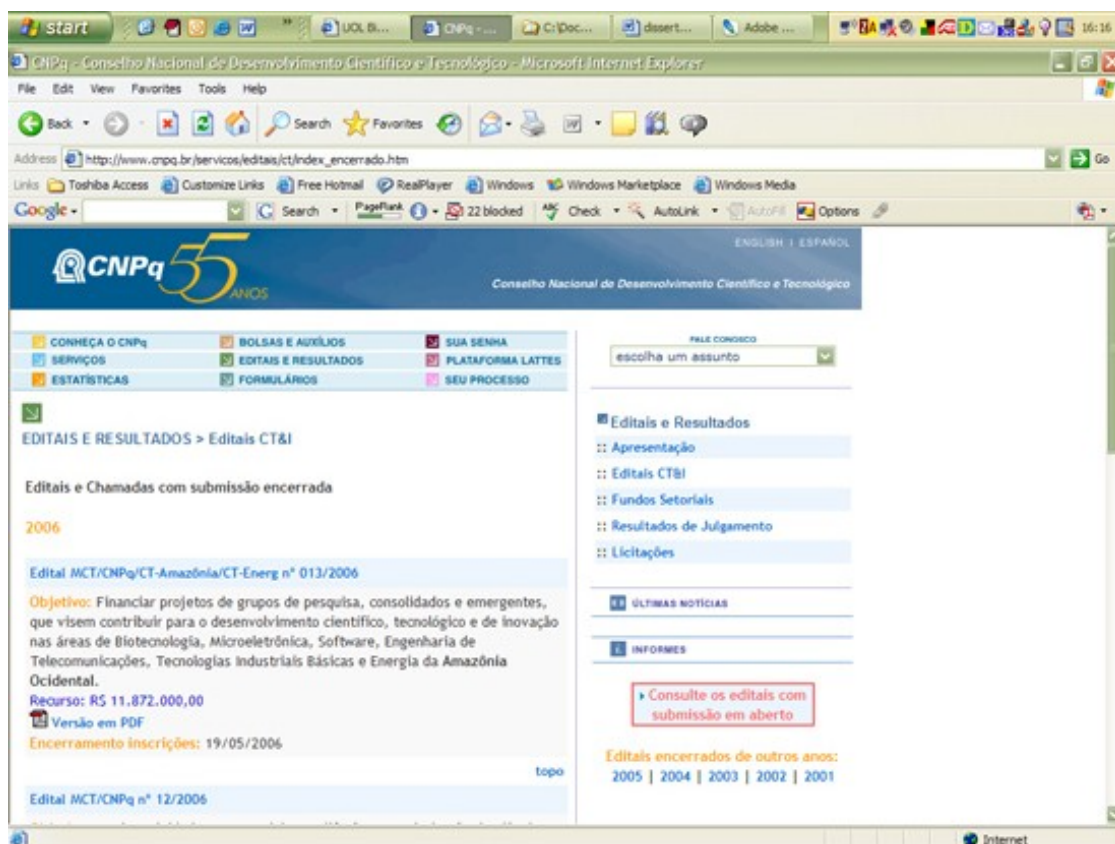 start
UOL Bi...
CNPq - ...
C:\Doc...
dissert...
Adobe ...
16:16
CNPq - Conselho Nacional de Desenvolvimento Científico e Tecnológico - Microsoft Internet Explorer
File Edit View Favorites Tools Help
Back Search Favorites
Address http://www.cnpq.br/servicos/editais/ct/index_encerrado.htm Go
Links Toshiba Access Customize Links Free Hotmail RealPlayer Windows Windows Marketplace Windows Media
Google Search PageRank 22 blocked Check AutoLink AutoFill Options
ENGLISH | ESPAÑOL
CNPq 55 ANOS
Conselho Nacional de Desenvolvimento Científico e Tecnológico
CONHEÇA O CNPq BOLSAS E AUXÍLIOS SUA SENHA
SERVIÇOS EDITAIS E RESULTADOS PLATAFORMA LATTES
ESTATÍSTICAS FORMULÁRIOS SEU PROCESSO
FALE CONOSCO
escolha um assunto
EDITAIS E RESULTADOS > Editais CT&I
Editais e Chamadas com submissão encerrada
2006
Edital MCT/CNPq/CT-Amazônia/CT-Energ nº 013/2006
Objetivo: Financiar projetos de grupos de pesquisa, consolidados e emergentes,
que visem contribuir para o desenvolvimento científico, tecnológico e de inovação
nas áreas de Biotecnologia, Microeletrônica, Software, Engenharia de
Telecomunicações, Tecnologias Industriais Básicas e Energia da Amazônia
Ocidental.
Recurso: R$ 11.872.000,00
Versão em PDF
Encerramento inscrições: 19/05/2006
topo
Edital MCT/CNPq nº 12/2006
Editais e Resultados
:: Apresentação
:: Editais CT&I
:: Fundos Setoriais
:: Resultados de Julgamento
:: Licitações
ÚLTIMAS NOTÍCIAS
INFORMES
Consulte os editais com
submissão em aberto
Editais encerrados de outros anos:
2005 | 2004 | 2003 | 2002 | 2001
Internet